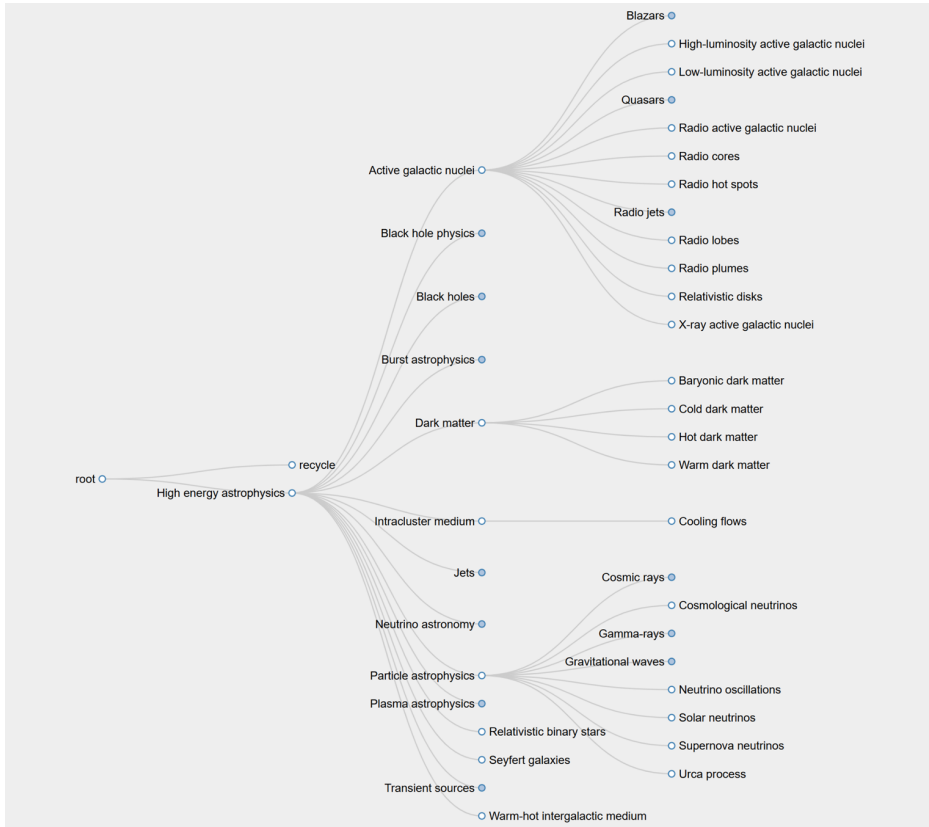 Blazars
High-luminosity active galactic nuclei
Low-luminosity active galactic nuclei
Quasars
Radio active galactic nuclei
Radio cores
Active galactic nuclei
Radio hot spots
Radio jets
Black hole physics
Radio lobes
Radio plumes
Black holes
Relativistic disks
X-ray active galactic nuclei
Burst astrophysics
Baryonic dark matter
Cold dark matter
Dark matter
Hot dark matter
recycle
Warm dark matter
root
High energy astrophysics
Intracluster medium
Cooling flows
Jets
Cosmic rays
Cosmological neutrinos
Neutrino astronomy
Gamma-rays
Gravitational waves
Particle astrophysics
Neutrino oscillations
Plasma astrophysics
Solar neutrinos
Relativistic binary stars
Supernova neutrinos
Seyfert galaxies
Urca process
Transient sources
Warm-hot intergalactic medium